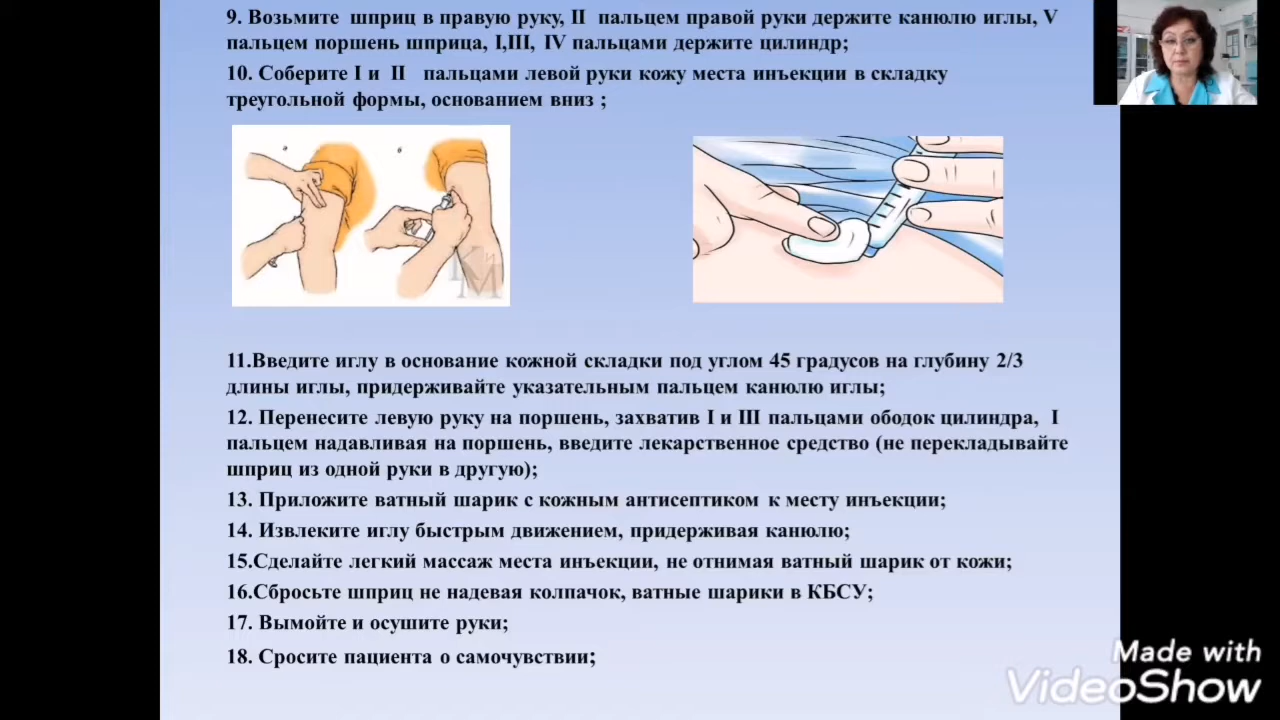 9. Возьмите шприц в правую руку, II пальцем правой руки держите канюлю иглы, V
пальцем поршень шприца, I,III, IV пальцами держите цилиндр;
10. Соберите I и II пальцами левой руки кожу места инъекции в складку
треугольной формы, основанием вниз ;
а
б
КиМ
11.Введите иглу в основание кожной складки под углом 45 градусов на глубину 2/3
длины иглы, придерживайте указательным пальцем канюлю иглы;
12. Перенесите левую руку на поршень, захватив I и III пальцами ободок цилиндра, I
пальцем надавливая на поршень, введите лекарственное средство (не перекладывайте
шприц из одной руки в другую);
13. Приложите ватный шарик с кожным антисептиком к месту инъекции;
14. Извлеките иглу быстрым движением, придерживая канюлю;
15.Сделайте легкий массаж места инъекции, не отнимая ватный шарик от кожи;
16.Сбросьте шприц не надевая колпачок, ватные шарики в КБСУ;
17. Вымойте и осушите руки;
18. Сросите пациента о самочувствии;
Made with
VideoShow